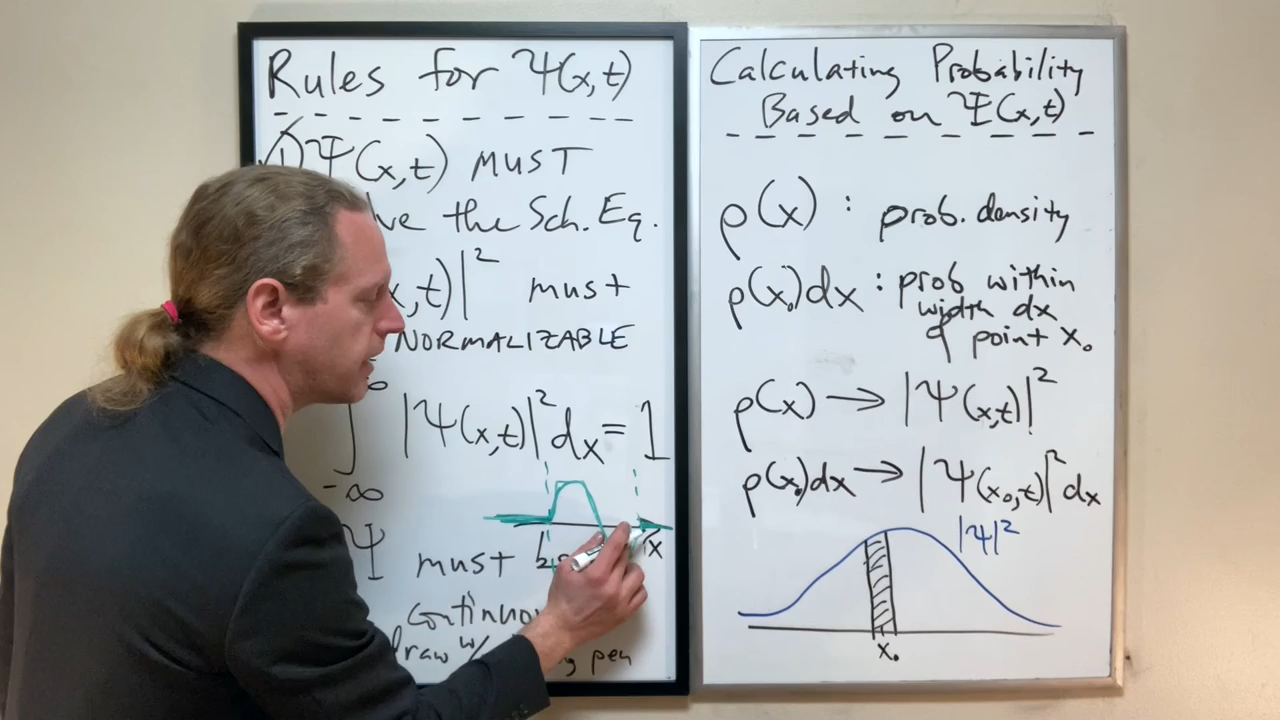 Rules for Ψ(x,t)
1) Ψ(x,t) MUST
the Sch. Eq.
,t)|² must
NORMALIZABLE
∫ |Ψ(x,t)|² dx = 1
-∞
Ψ must
x
pen
Calculating Probability
Based on Ψ(x,t)
ρ(x) : prob. density
ρ(x₀)dx : prob within
width dx
of point x₀
ρ(x) → |Ψ(x,t)|²
ρ(x₀)dx → |Ψ(x₀,t)|² dx
|Ψ|²
x₀